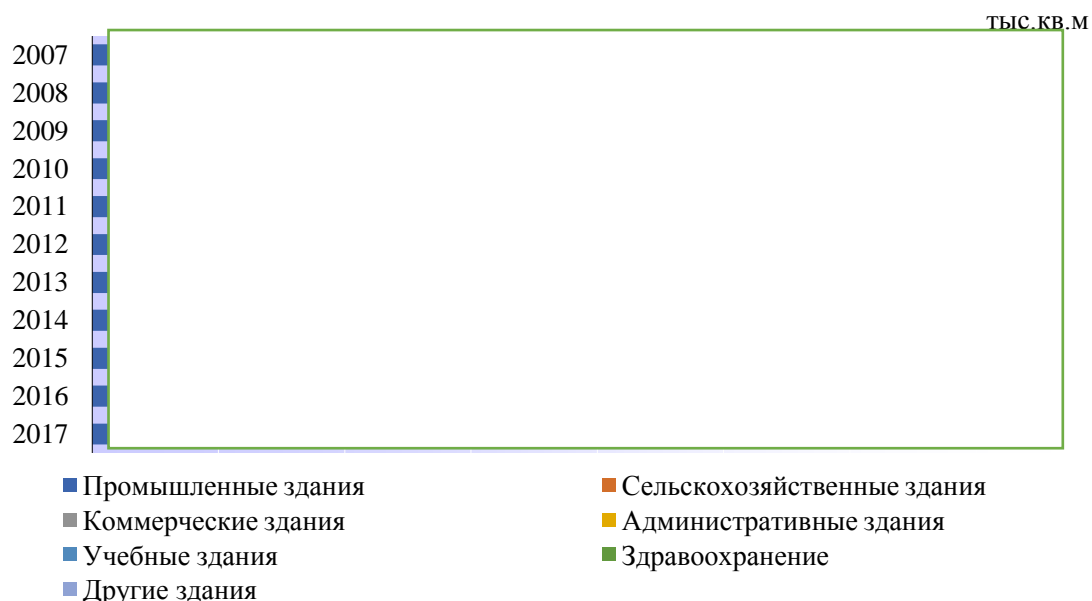 тыс.кв.м
2007
2008
2009
2010
2011
2012
2013
2014
2015
2016
2017
Промышленные здания
Сельскохозяйственные здания
Коммерческие здания
Административные здания
Учебные здания
Здравоохранение
Другие здания